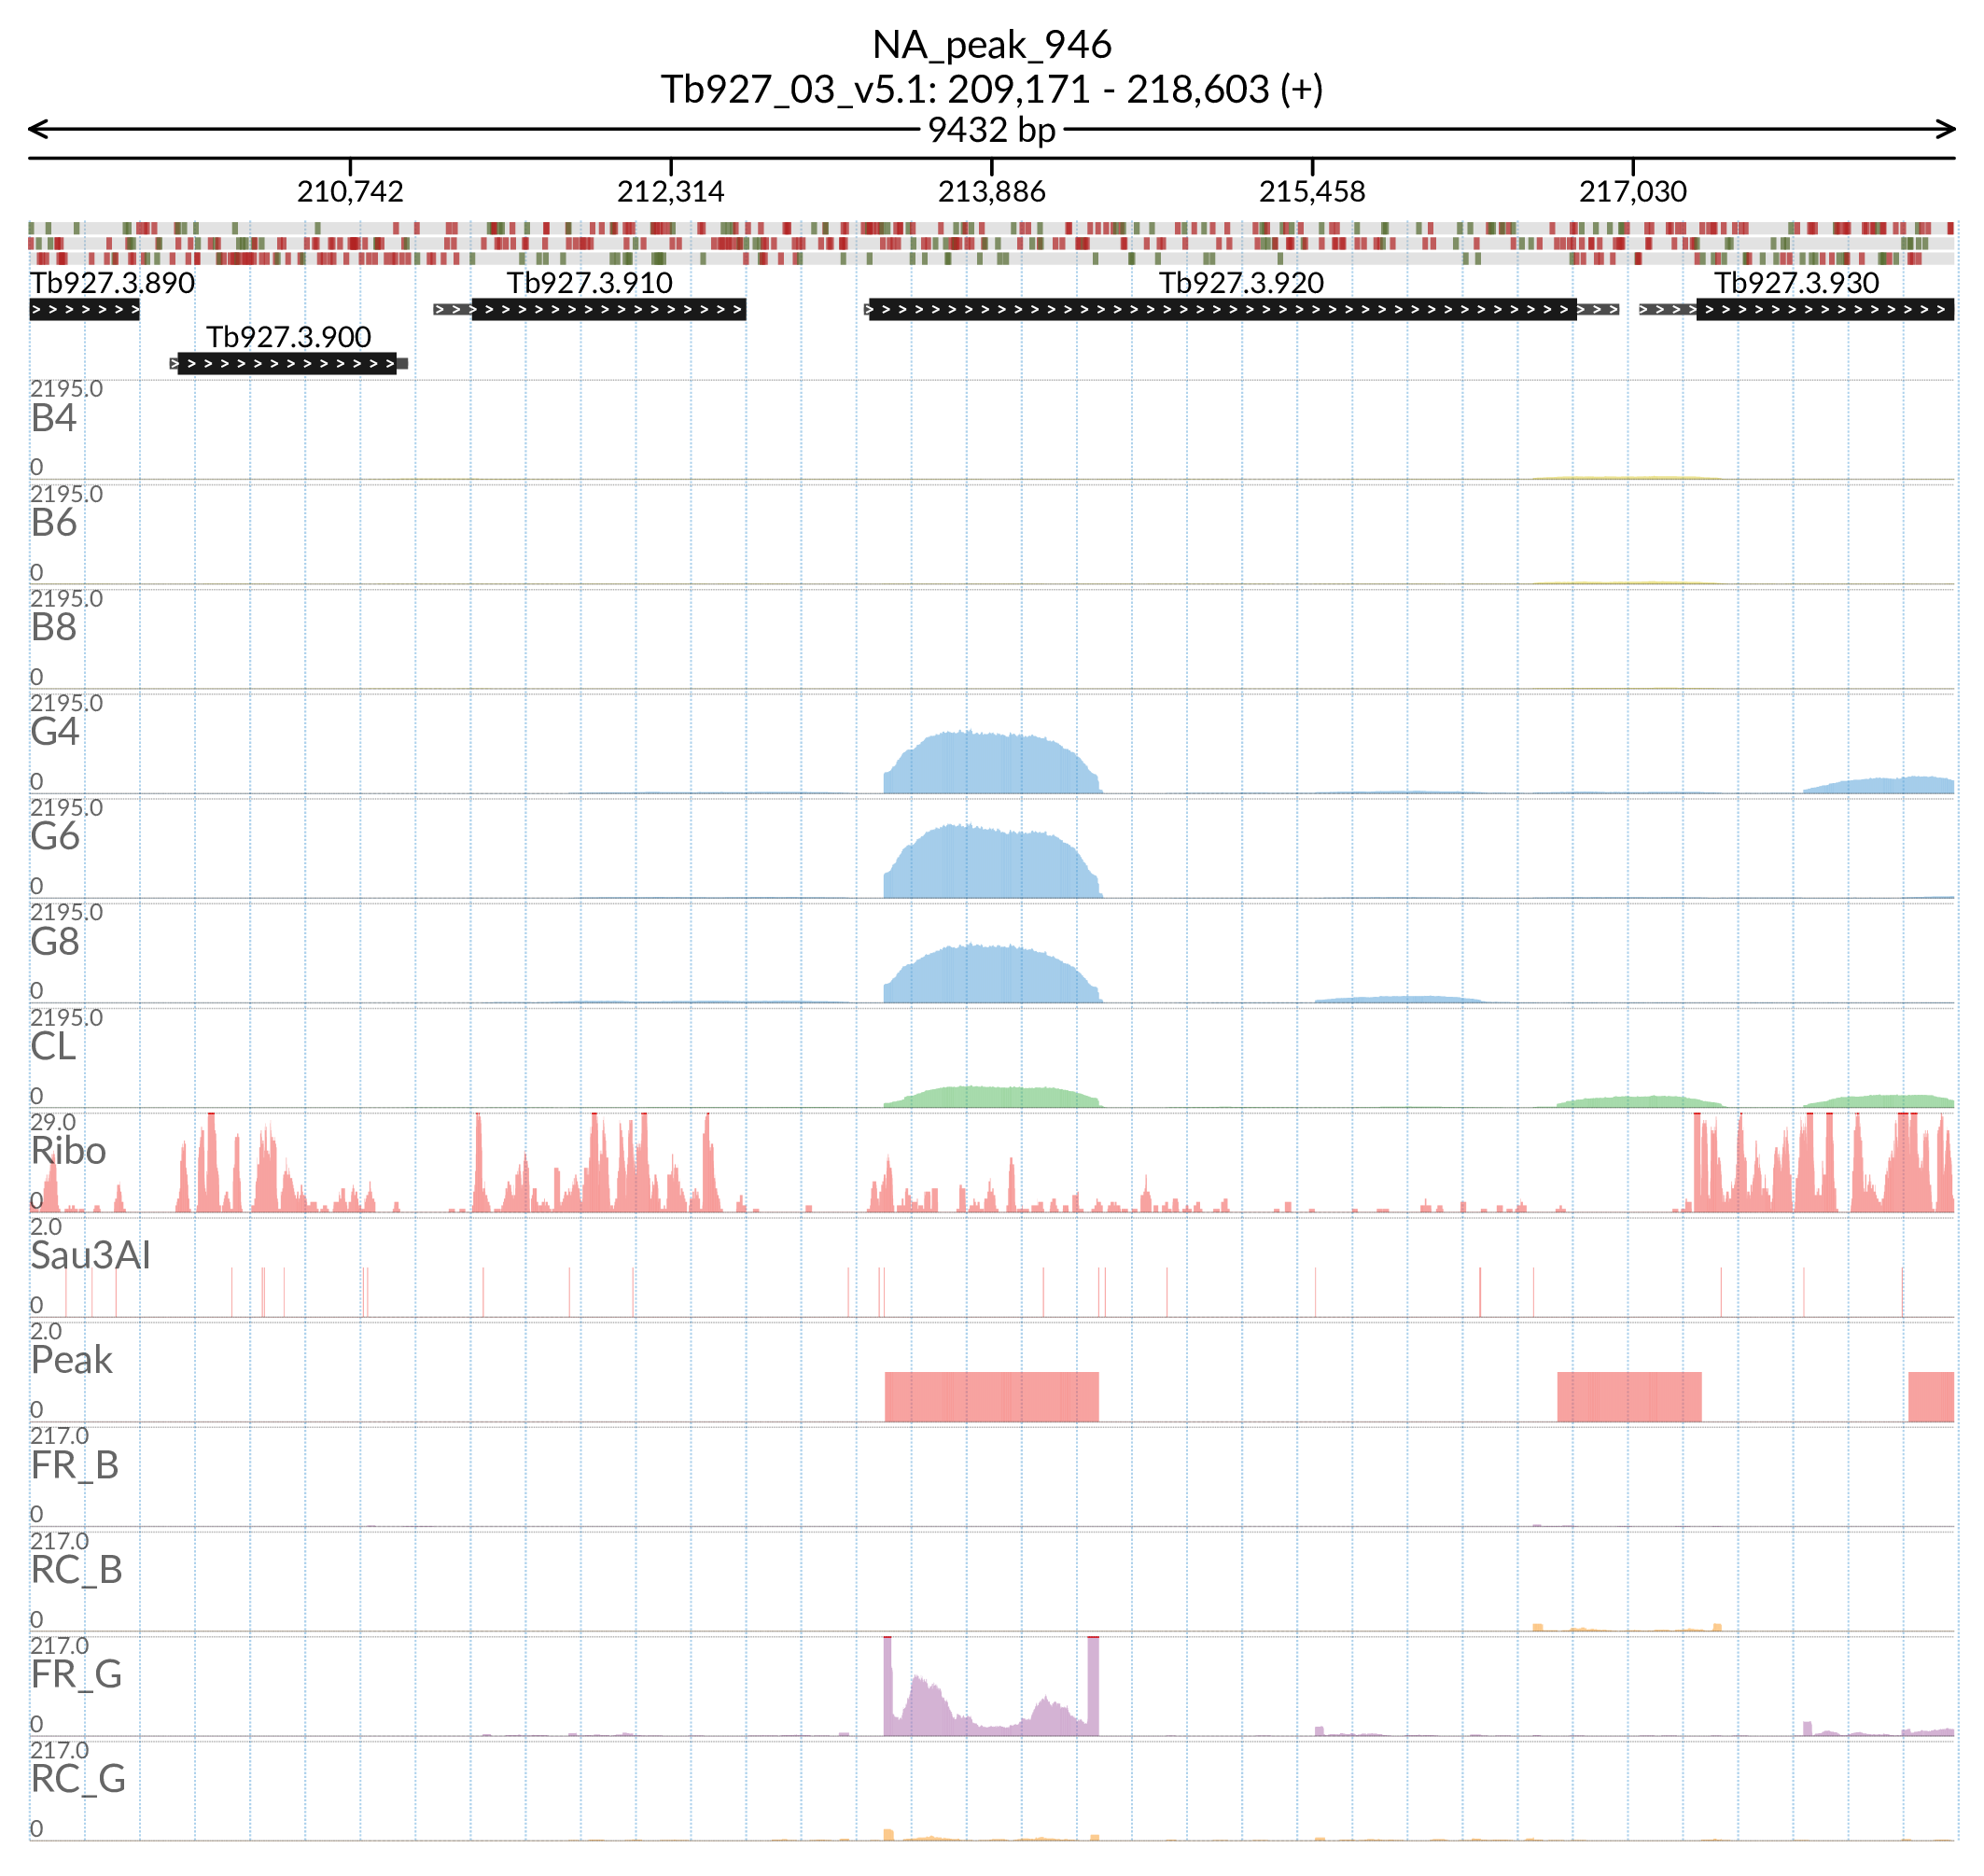 NA_peak_946
Tb927_03_v5.1: 209,171 - 218,603 (+)
9432 bp
210,742 212,314 213,886 215,458 217,030
Tb927.3.890 Tb927.3.910 Tb927.3.920 Tb927.3.930
Tb927.3.900
2195.0
B4
0
2195.0
B6
0
2195.0
B8
0
2195.0
G4
0
2195.0
G6
0
2195.0
G8
0
2195.0
CL
0
29.0
Ribo
0
2.0
Sau3AI
0
2.0
Peak
0
217.0
FR_B
0
217.0
RC_B
0
217.0
FR_G
0
217.0
RC_G
0